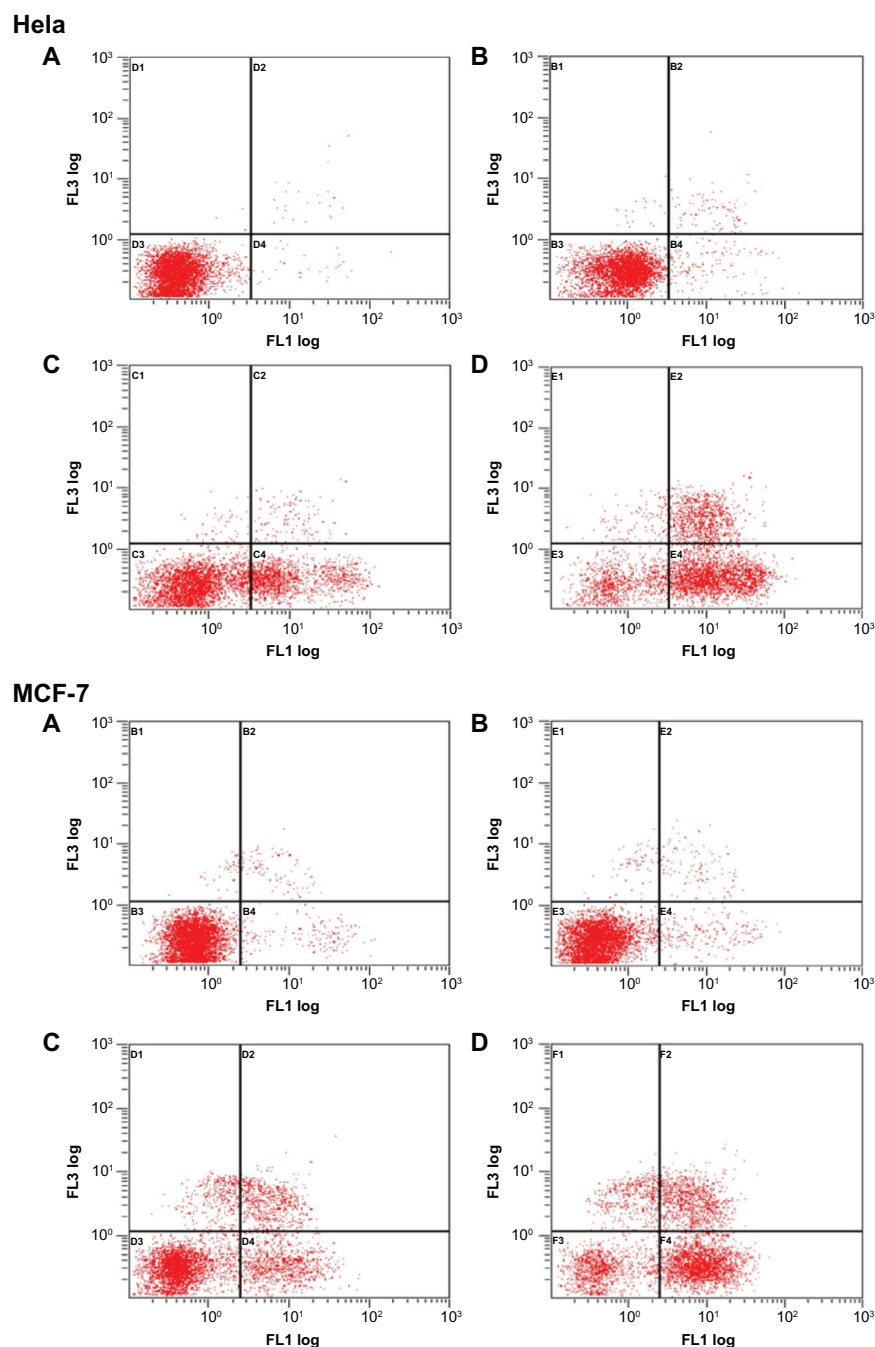 Hela
A
B
10³
10²
10¹
10⁰
FL3 log
D1
D2
D3
D4
10⁰
10¹
10²
10³
FL1 log
10³
10²
10¹
10⁰
FL3 log
B1
B2
B3
B4
10⁰
10¹
10²
10³
FL1 log
C
D
10³
10²
10¹
10⁰
FL3 log
C1
C2
C3
C4
10⁰
10¹
10²
10³
FL1 log
10³
10²
10¹
10⁰
FL3 log
E1
E2
E3
E4
10⁰
10¹
10²
10³
FL1 log
MCF-7
A
B
10³
10²
10¹
10⁰
FL3 log
B1
B2
B3
B4
10⁰
10¹
10²
10³
FL1 log
10³
10²
10¹
10⁰
FL3 log
E1
E2
E3
E4
10⁰
10¹
10²
10³
FL1 log
C
D
10³
10²
10¹
10⁰
FL3 log
D1
D2
D3
D4
10⁰
10¹
10²
10³
FL1 log
10³
10²
10¹
10⁰
FL3 log
F1
F2
F3
F4
10⁰
10¹
10²
10³
FL1 log